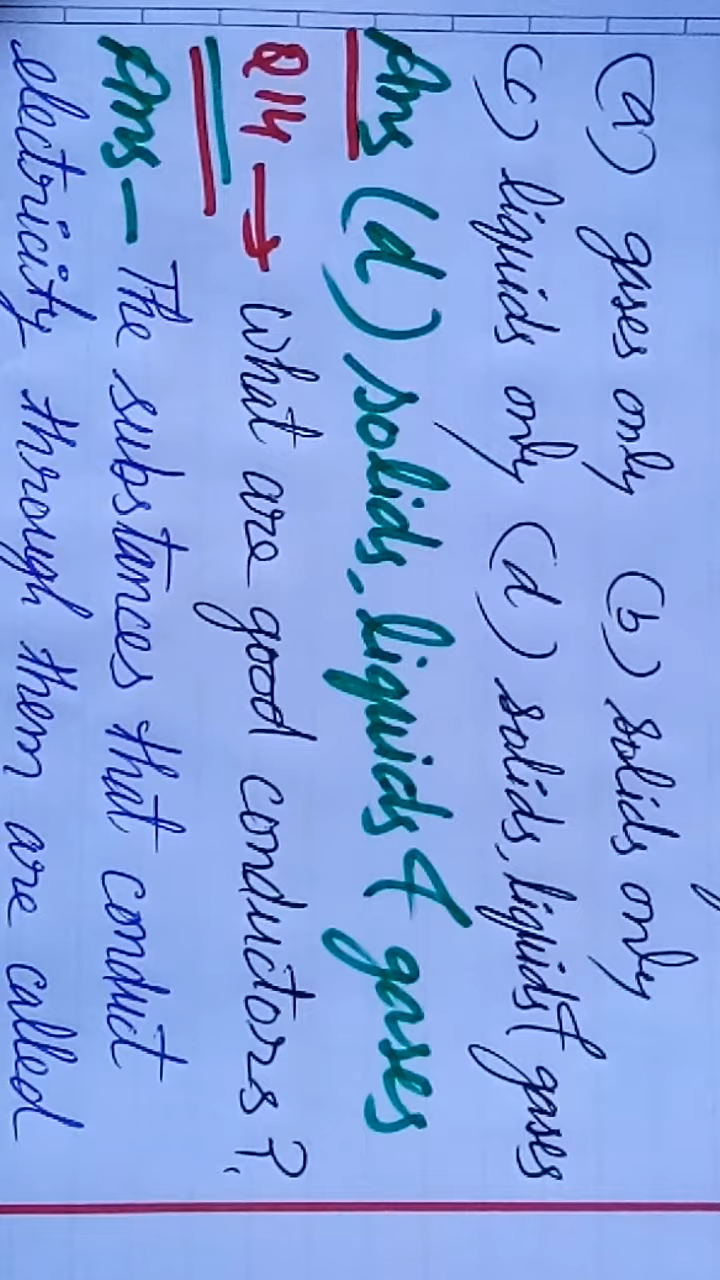 (a) gases only (b) solids only
(c) liquids only (d) solids, liquids & gases
Ans (d) solids, liquids & gases
Q14 → What are good conductors?
Ans – The substances that conduct
electricity through them are called